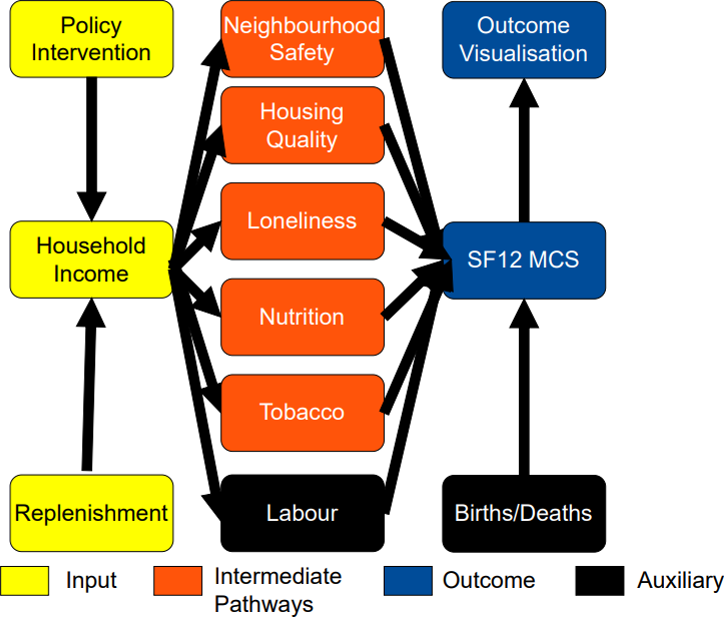 Policy
Intervention
Neighbourhood
Safety
Outcome
Visualisation
Housing
Quality
Household
Income
Loneliness
SF12 MCS
Nutrition
Tobacco
Replenishment
Labour
Births/Deaths
Input
Intermediate
Pathways
Outcome
Auxiliary